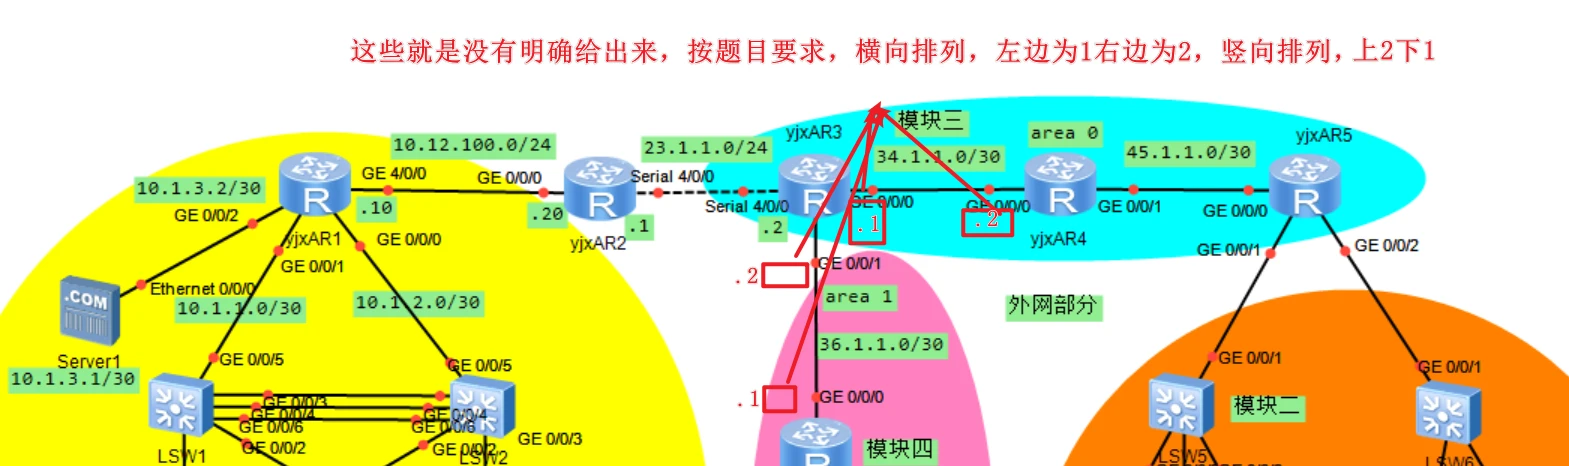 这些就是没有明确给出来，按题目要求，横向排列，左边为1右边为2，竖向排列，上2下1
模块三
area 0
yjxAR3
yjxAR5
10.12.100.0/24
23.1.1.0/24
34.1.1.0/30
45.1.1.0/30
GE 4/0/0
GE 0/0/0
Serial 4/0/0
10.1.3.2/30
R
R
R
R
R
GE 0/0/2
.10
.20
.1
Serial 4/0/0
.2
GE 0/0/0
.1
GE 0/0/0
.2
GE 0/0/1
GE 0/0/0
yjxAR1
GE 0/0/0
yjxAR2
yjxAR4
GE 0/0/1
GE 0/0/2
GE 0/0/1
.2
GE 0/0/1
.COM
Ethernet 0/0/0
10.1.1.0/30
10.1.2.0/30
area 1
外网部分
36.1.1.0/30
Server1
GE 0/0/5
GE 0/0/5
GE 0/0/1
GE 0/0/1
10.1.3.1/30
.1
GE 0/0/0
GE 0/0/3
GE 0/0/4
GE 0/0/4
GE 0/0/6
GE 0/0/6
模块二
GE 0/0/2
GE 0/0/2
GE 0/0/3
模块四
R
LSW1
LSW2
LSW5
LSW6